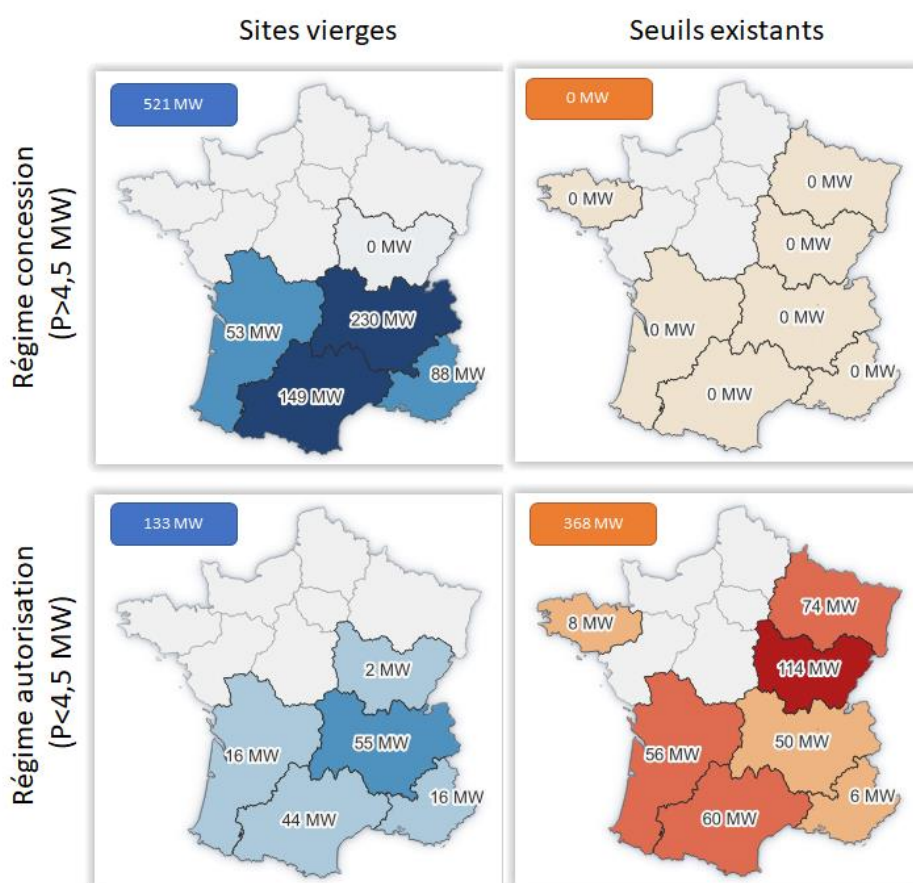 Sites vierges
Seuils existants
Régime concession
(P>4,5 MW)
521 MW
0 MW
53 MW
230 MW
149 MW
88 MW
0 MW
0 MW
0 MW
0 MW
0 MW
0 MW
0 MW
0 MW
Régime autorisation
(P<4,5 MW)
133 MW
2 MW
16 MW
55 MW
44 MW
16 MW
368 MW
8 MW
74 MW
114 MW
56 MW
50 MW
60 MW
6 MW